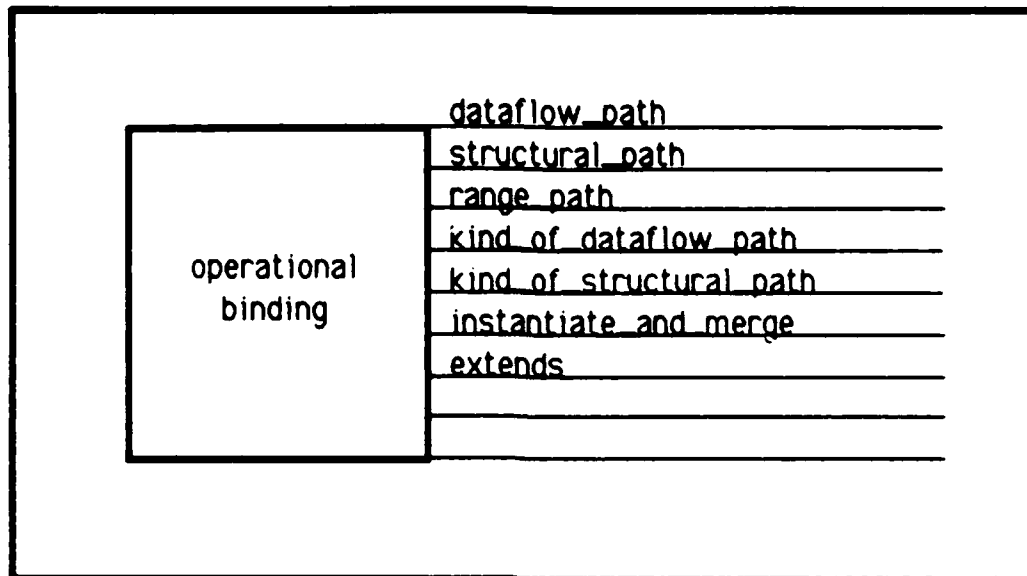 dataflow_path
structural_path
range_path
kind_of_dataflow_path
kind_of_structural_path
operational
binding
instantiate_and_merge
extends